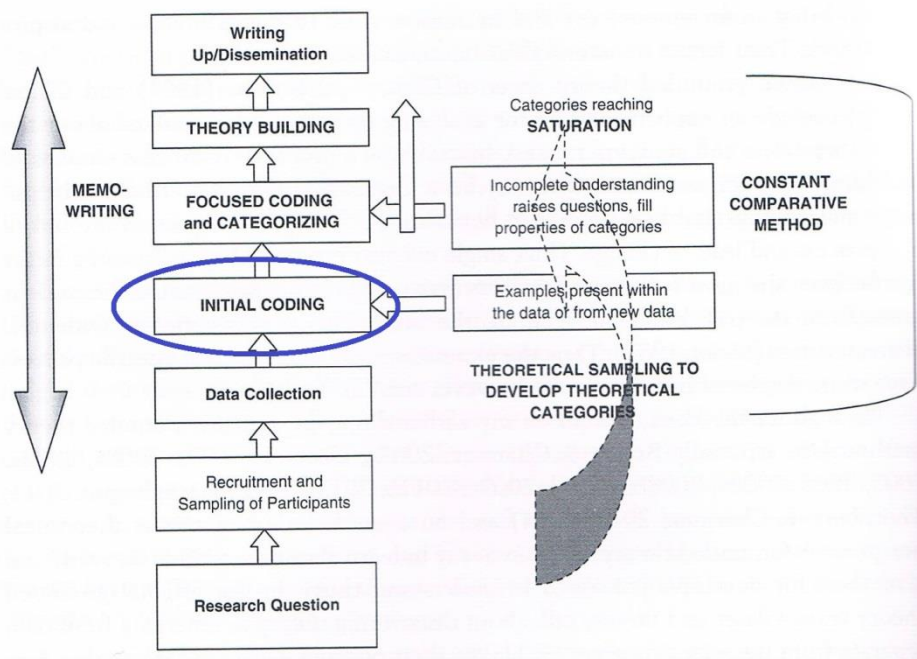 Writing
Up/Dissemination
THEORY BUILDING
Categories reaching
SATURATION
MEMO-
WRITING
FOCUSED CODING
and CATEGORIZING
Incomplete understanding
raises questions, fill
properties of categories
CONSTANT
COMPARATIVE
METHOD
INITIAL CODING
Examples present within
the data of from new data
Data Collection
THEORETICAL SAMPLING TO
DEVELOP THEORETICAL
CATEGORIES
Recruitment and
Sampling of Participants
Research Question